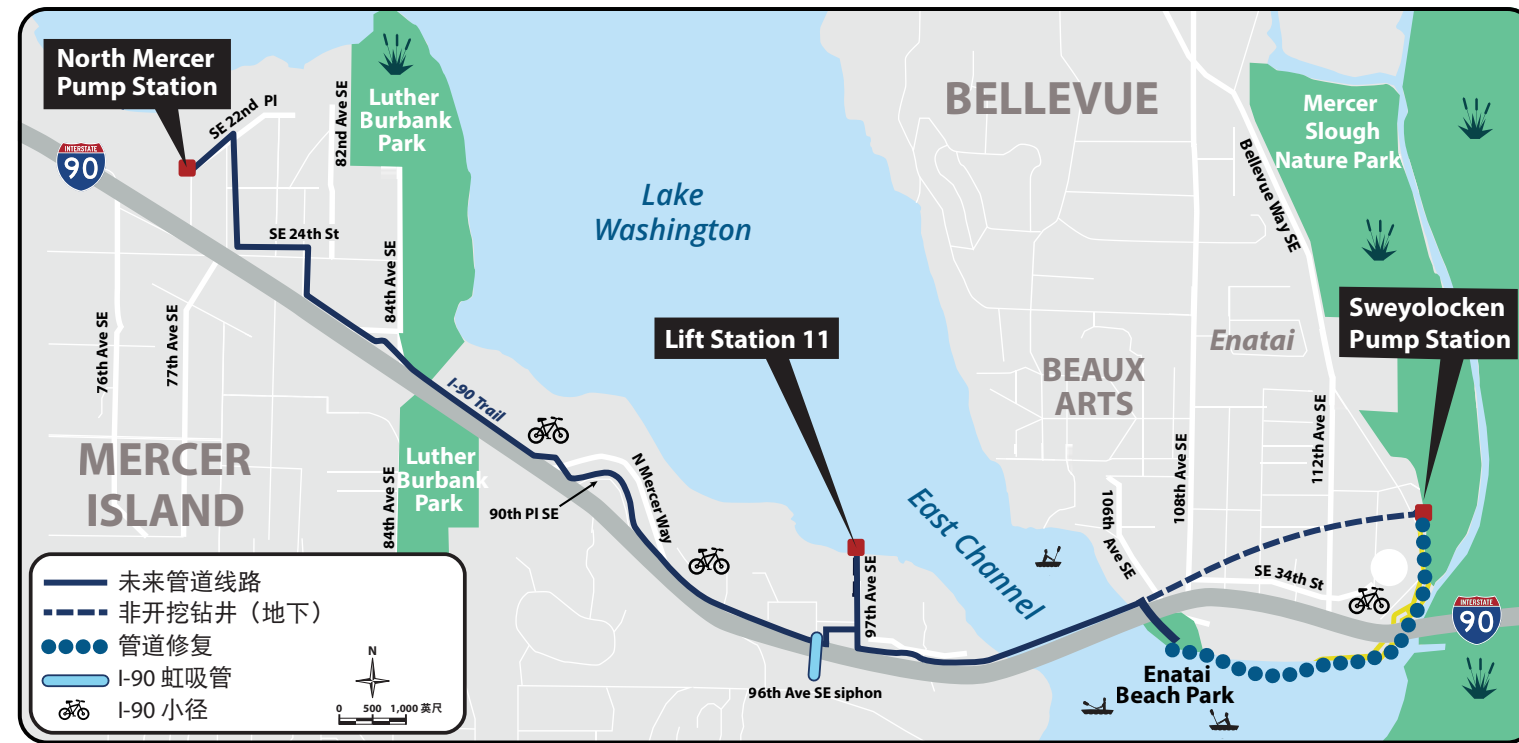 North Mercer
Pump Station
INTERSTATE
90
SE 22nd Pl
82nd Ave SE
Luther
Burbank
Park
SE 24th St
84th Ave SE
76th Ave SE
77th Ave SE
MERCER
ISLAND
Luther
Burbank
Park
84th Ave SE
I-90 Trail
90th Pl SE
N Mercer Way
Lake
Washington
Lift Station 11
97th Ave SE
96th Ave SE siphon
East Channel
BELLEVUE
BEAUX
ARTS
Enatai
Bellevue Way SE
Mercer
Slough
Nature Park
Sweyolocken
Pump Station
106th Ave SE
108th Ave SE
112th Ave SE
SE 34th St
INTERSTATE
90
Enatai
Beach Park
未来管道线路
非开挖钻井（地下）
管道修复
I-90 虹吸管
I-90 小径
N
0 500 1,000 英尺